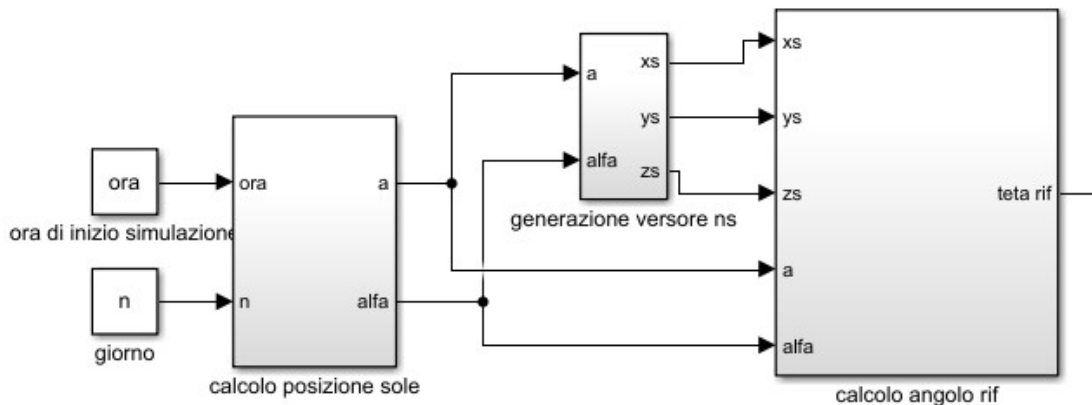 ora
ora di inizio simulazione
n
giorno
ora
n
a
alfa
calcolo posizione sole
a
alfa
xs
ys
zs
generazione versore ns
xs
ys
zs
a
alfa
teta rif
calcolo angolo rif